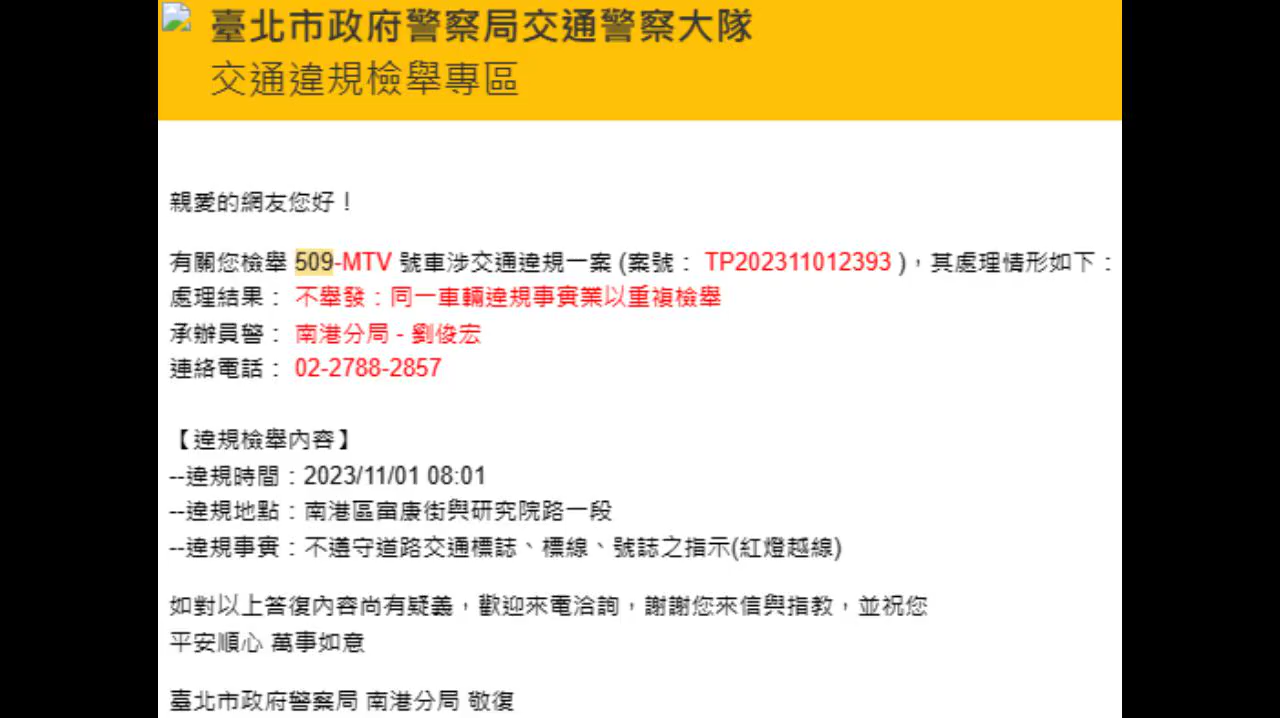 臺北市政府警察局交通警察大隊
交通違規檢舉專區
親愛的網友您好！
有關您檢舉 509-MTV 號車涉交通違規一案 (案號： TP202311012393 )，其處理情形如下：
處理結果： 不舉發：同一車輛違規事實業以重複檢舉
承辦員警： 南港分局 - 劉俊宏
連絡電話： 02-2788-2857
【違規檢舉內容】
--違規時間：2023/11/01 08:01
--違規地點：南港區富康街與研究院路一段
--違規事實：不遵守道路交通標誌、標線、號誌之指示(紅燈越線)
如對以上答復內容尚有疑義，歡迎來電洽詢，謝謝您來信與指教，並祝您
平安順心 萬事如意
臺北市政府警察局 南港分局 敬復